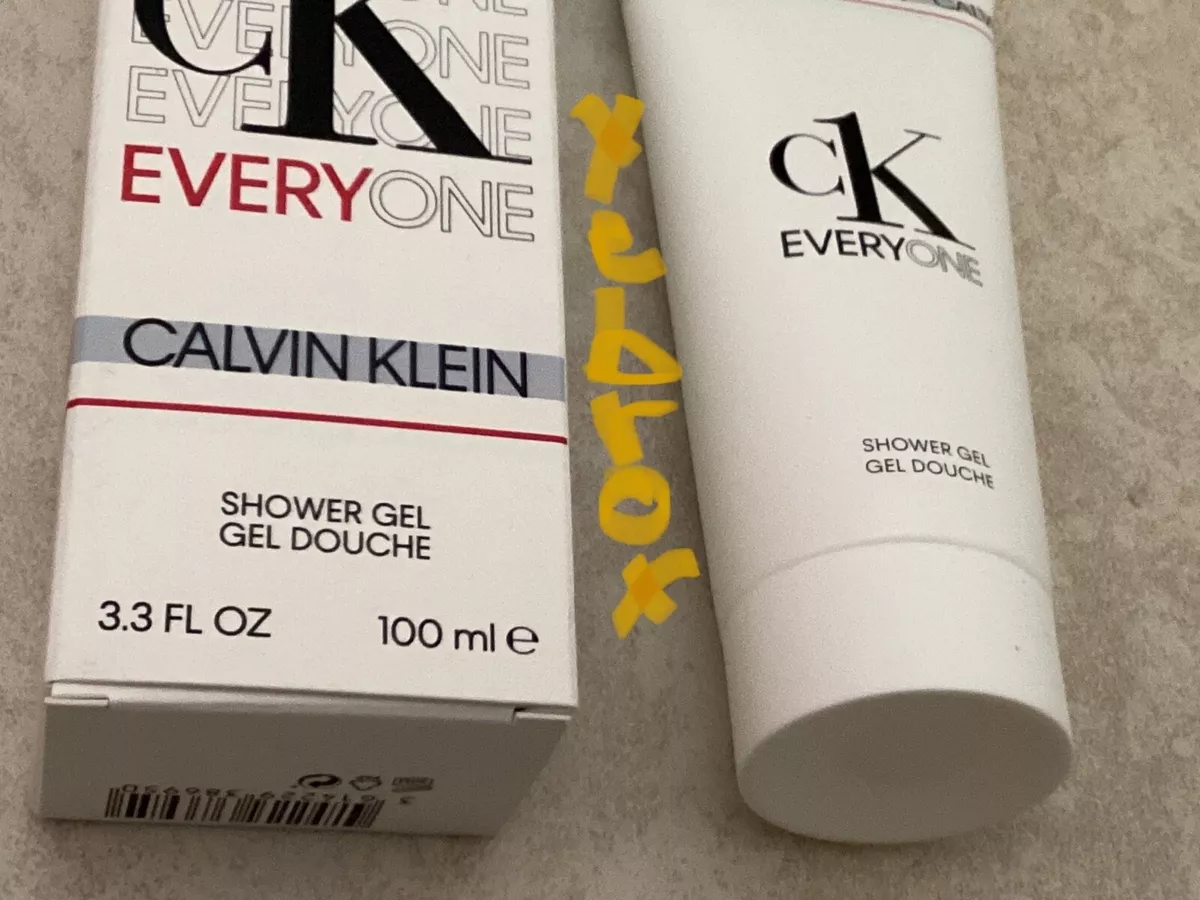 EVERYONE
EVERYONE
CK
EVERYONE
CALVIN KLEIN
SHOWER GEL
GEL DOUCHE
3.3 FL OZ 100 ml e
CK
EVERYONE
SHOWER GEL
GEL DOUCHE